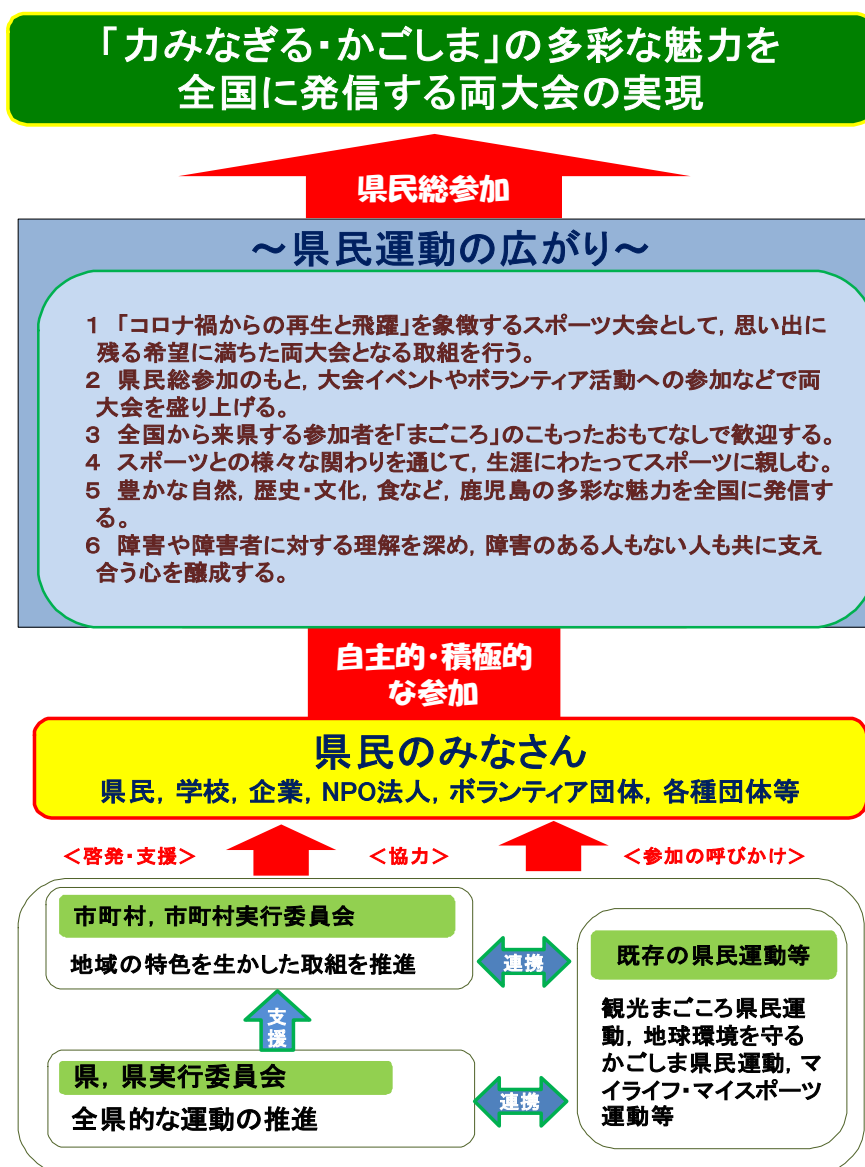 「力みなぎる・かごしま」の多彩な魅力を
全国に発信する両大会の実現
県民総参加
～県民運動の広がり～
1 「コロナ禍からの再生と飛躍」を象徴するスポーツ大会として，思い出に
残る希望に満ちた両大会となる取組を行う。
2 県民総参加のもと，大会イベントやボランティア活動への参加などで両
大会を盛り上げる。
3 全国から来県する参加者を「まごころ」のこもったおもてなしで歓迎する。
4 スポーツとの様々な関わりを通じて，生涯にわたってスポーツに親しむ。
5 豊かな自然，歴史・文化，食など，鹿児島の多彩な魅力を全国に発信す
る。
6 障害や障害者に対する理解を深め，障害のある人もない人も共に支え
合う心を醸成する。
自主的・積極的
な参加
県民のみなさん
県民，学校，企業，NPO法人，ボランティア団体，各種団体等
＜啓発・支援＞ ＜協力＞ ＜参加の呼びかけ＞
市町村，市町村実行委員会
地域の特色を生かした取組を推進
連携
支
援
県，県実行委員会
全県的な運動の推進
連携
既存の県民運動等
観光まごころ県民運
動，地球環境を守る
かごしま県民運動，マ
イライフ・マイスポーツ
運動等